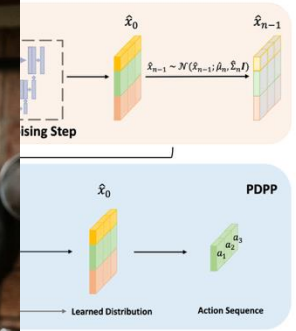 x̂₀
x̂ₙ₋₁
x̂ₙ₋₁ ~ 𝒩(x̂ₙ₋₁; μ̂ₙ, Σ̂ₙI)
ising Step
x̂₀
PDPP
a₁ a₂ a₃
Learned Distribution
Action Sequence